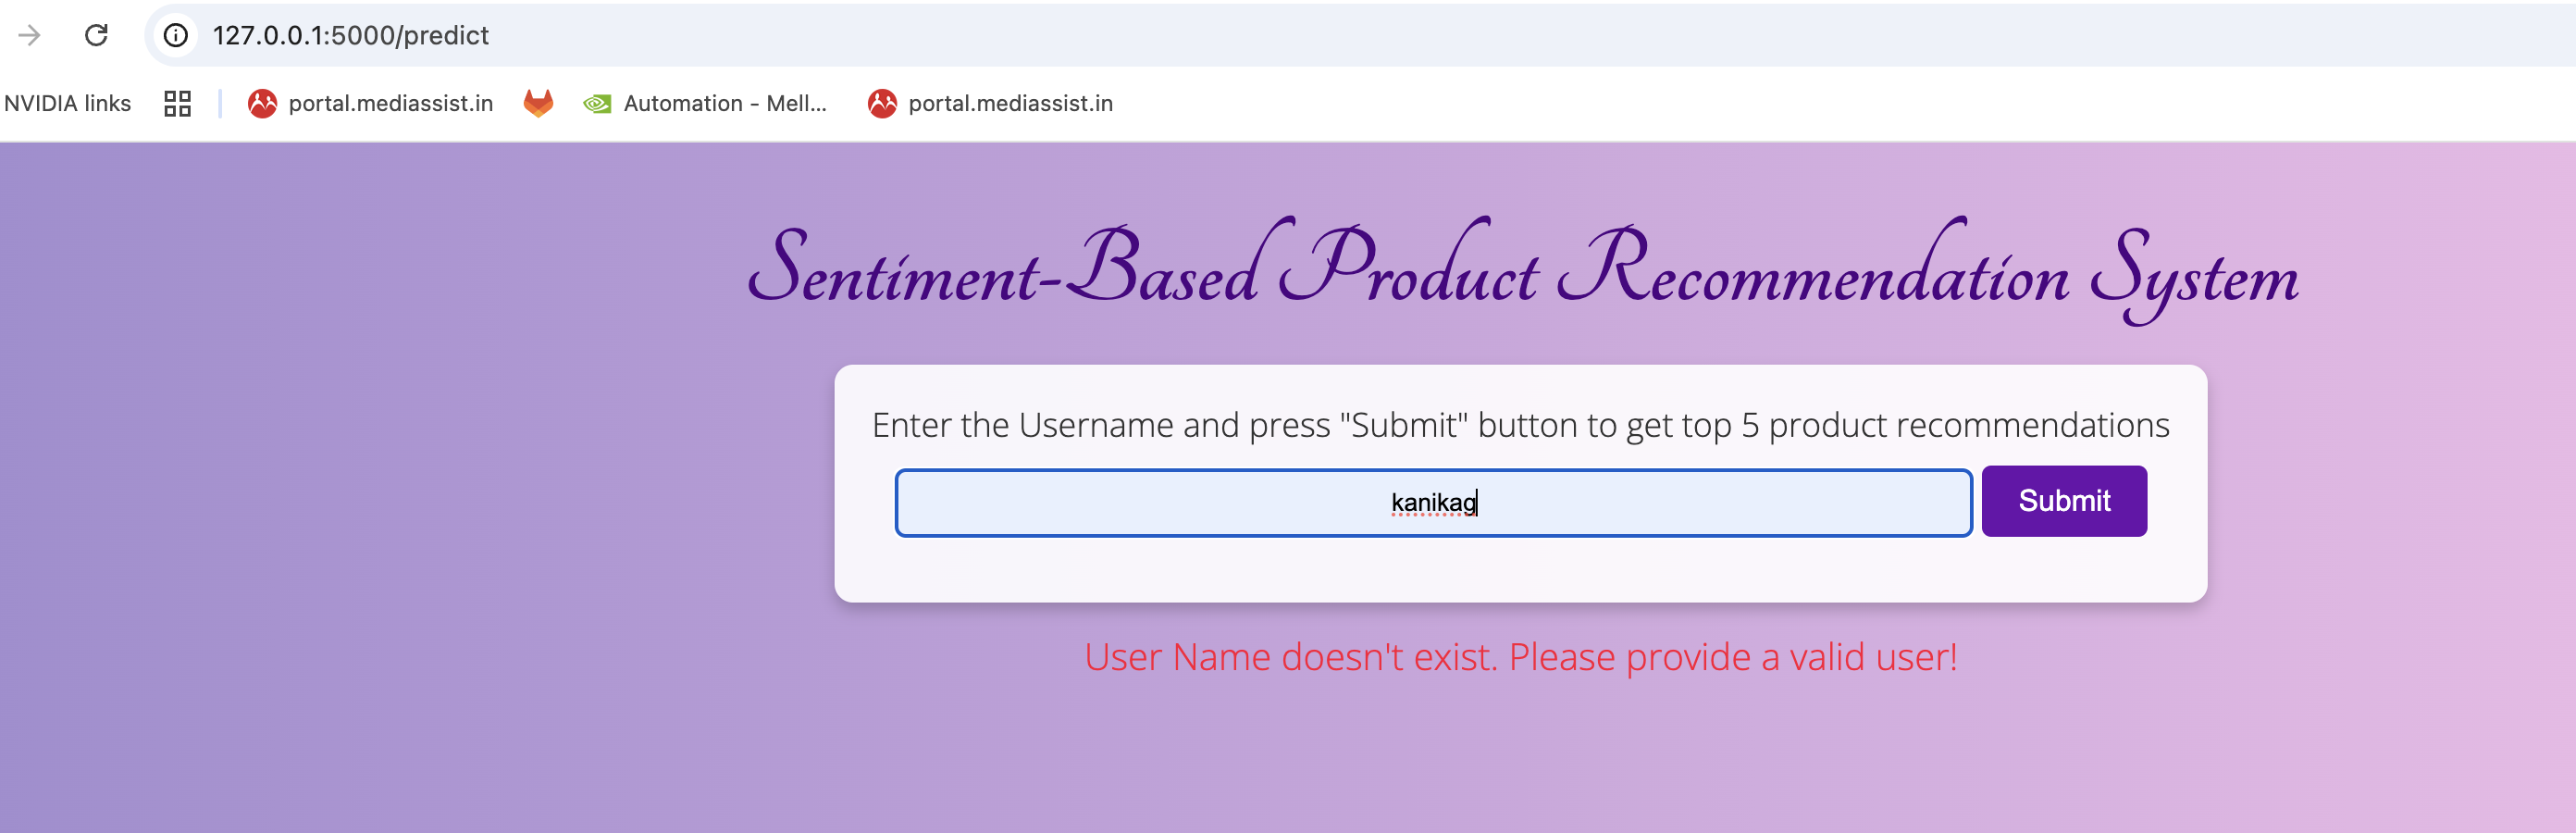 127.0.0.1:5000/predict
NVIDIA links portal.mediassist.in Automation - Mell... portal.mediassist.in
Sentiment-Based Product Recommendation System
Enter the Username and press "Submit" button to get top 5 product recommendations
kanikag Submit
User Name doesn't exist. Please provide a valid user!